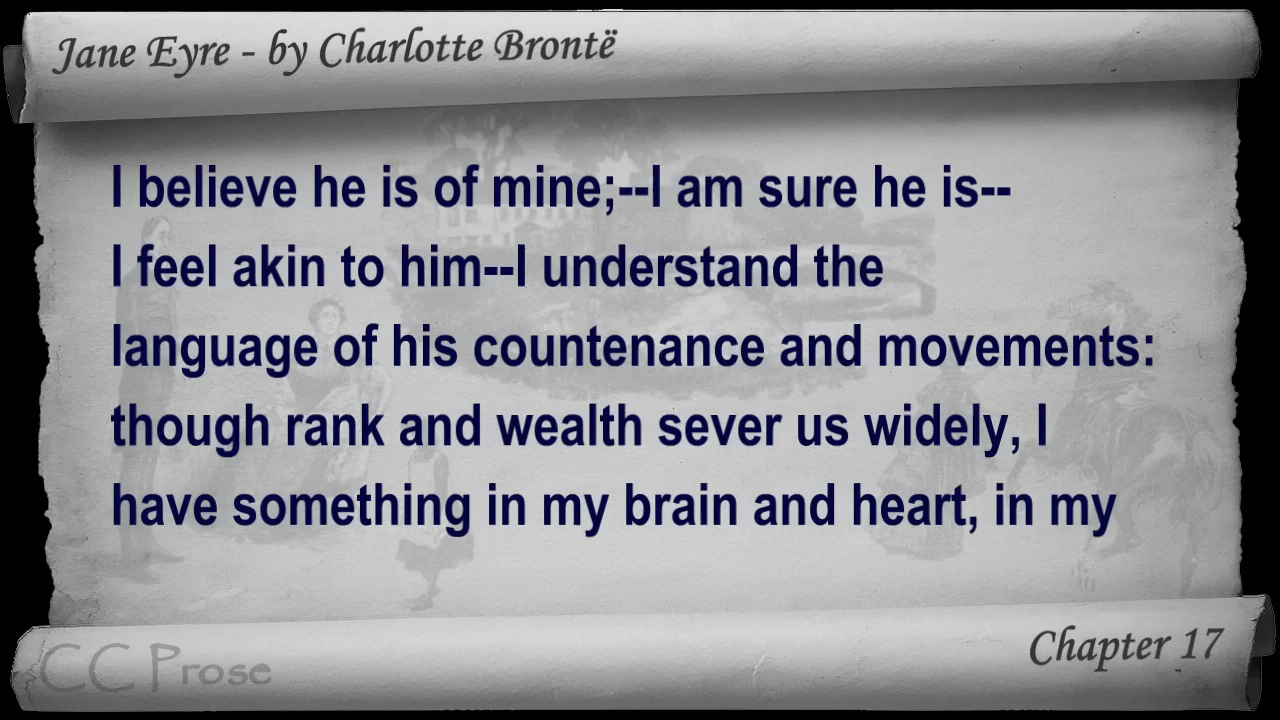 Jane Eyre - by Charlotte Brontë
I believe he is of mine;--I am sure he is--
I feel akin to him--I understand the
language of his countenance and movements:
though rank and wealth sever us widely, I
have something in my brain and heart, in my
CC Prose
Chapter 17